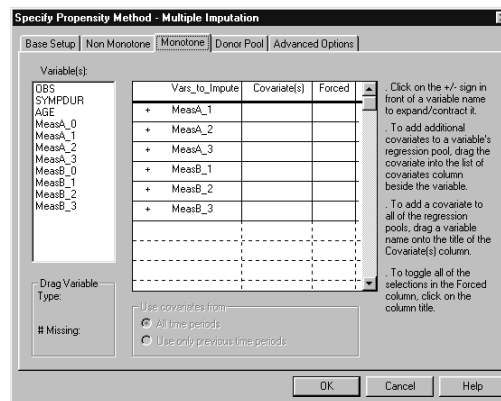 Specify Propensity Method - Multiple Imputation
Base Setup
Non Monotone
Monotone
Donor Pool
Advanced Options
Variable(s):
OBS
SYMPDUR
AGE
MeasA_0
MeasA_1
MeasA_2
MeasA_3
MeasB_0
MeasB_1
MeasB_2
MeasB_3
Drag Variable
Type:
# Missing:
Vars_to_Impute Covariate(s) Forced
+ MeasA_1
+ MeasA_2
+ MeasA_3
+ MeasB_1
+ MeasB_2
+ MeasB_3
Use covariates from
All time periods
Use only previous time periods
. Click on the +/- sign in
front of a variable name
to expand/contract it.
. To add additional
covariates to a variable's
regression pool, drag the
covariate into the list of
covariates column
beside the variable.
. To add a covariate to
all of the regression
pools, drag a variable
name onto the title of the
Covariate(s) column.
. To toggle all of the
selections in the Forced
column, click on the
column title.
OK
Cancel
Help